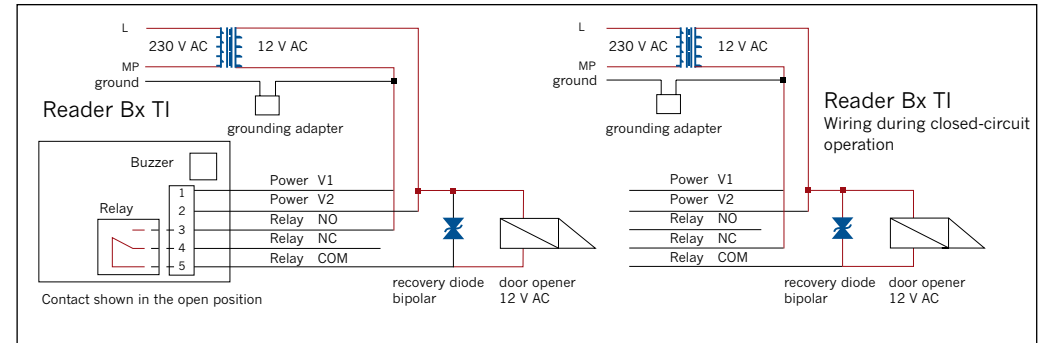 L
230 V AC 12 V AC
MP
ground
grounding adapter
Reader Bx TI
Buzzer
Relay
1
2
3
4
5
Power V1
Power V2
Relay NO
Relay NC
Relay COM
Contact shown in the open position
recovery diode
bipolar
door opener
12 V AC
L
230 V AC 12 V AC
MP
ground
grounding adapter
Reader Bx TI
Wiring during closed-circuit
operation
Power V1
Power V2
Relay NO
Relay NC
Relay COM
recovery diode
bipolar
door opener
12 V AC